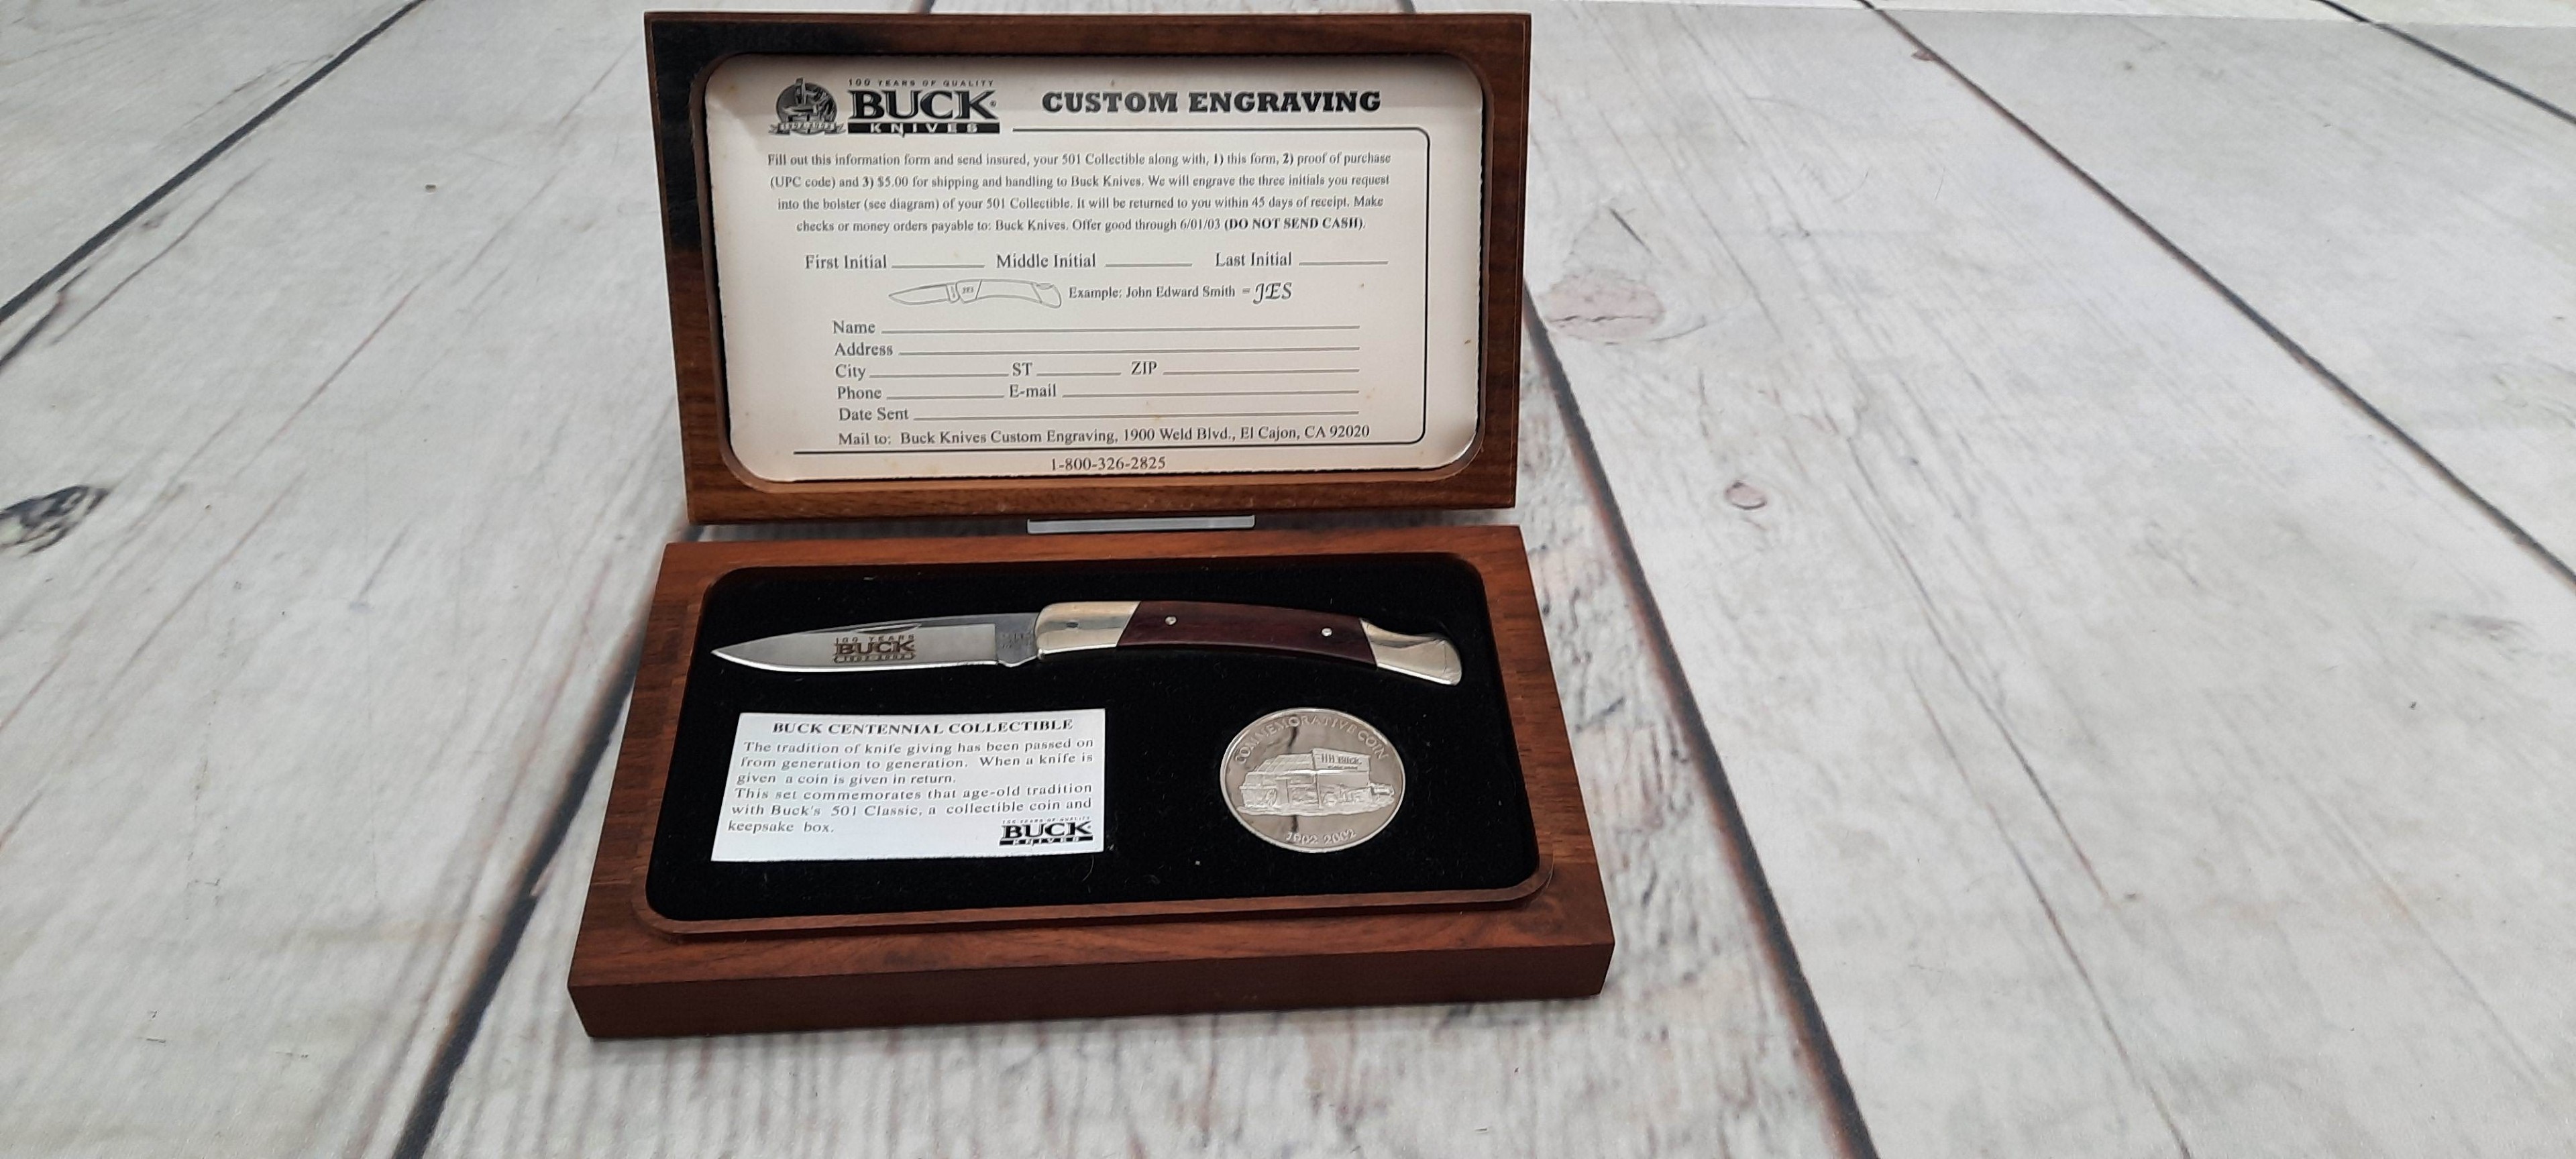 100 YEARS OF QUALITY
BUCK®
KNIVES
CUSTOM ENGRAVING
Fill out this information form and send insured, your 501 Collectible along with, 1) this form, 2) proof of purchase
(UPC code) and 3) $5.00 for shipping and handling to Buck Knives. We will engrave the three initials you request
into the bolster (see diagram) of your 501 Collectible. It will be returned to you within 45 days of receipt. Make
checks or money orders payable to: Buck Knives. Offer good through 6/01/03 (DO NOT SEND CASH).
First Initial Middle Initial Last Initial
JES
Example: John Edward Smith = JES
Name
Address
City ST ZIP
Phone E-mail
Date Sent
Mail to: Buck Knives Custom Engraving, 1900 Weld Blvd., El Cajon, CA 92020
1-800-326-2825
100 YEARS
BUCK
1902-2002
BUCK CENTENNIAL COLLECTIBLE
The tradition of knife giving has been passed on
from generation to generation. When a knife is
given a coin is given in return.
This set commemorates that age-old tradition
with Buck's 501 Classic, a collectible coin and
keepsake box.
100 YEARS OF QUALITY
BUCK
KNIVES
COMMEMORATIVE COIN
BUCK
1902-2002